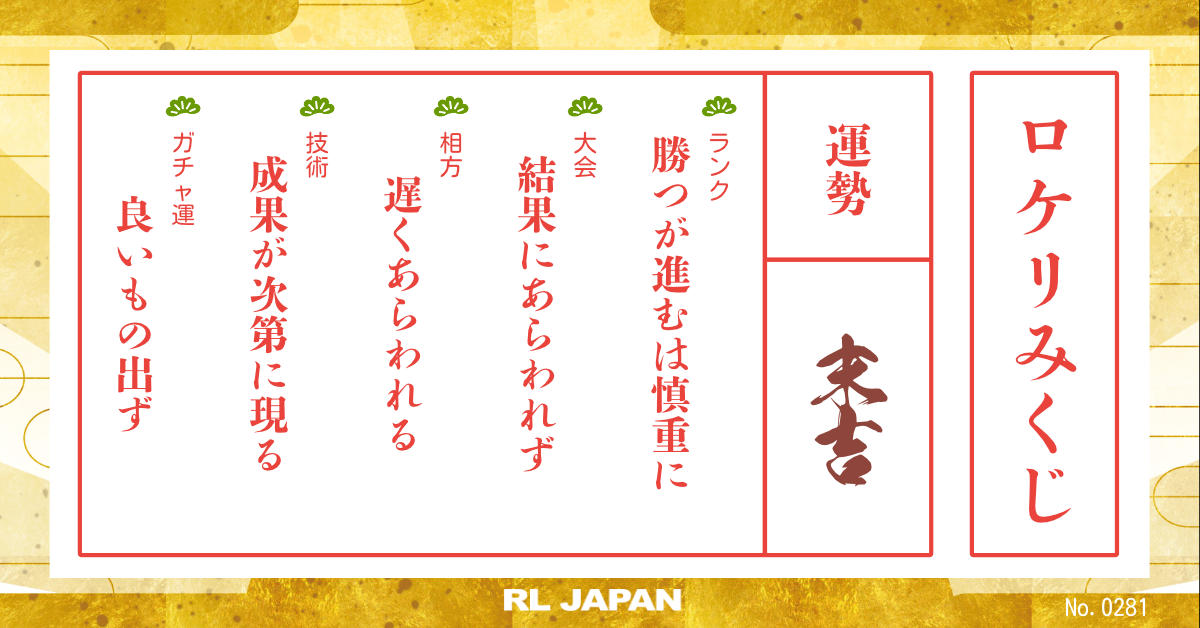 ロケリみくじ
運勢
末吉
ランク
勝つが進むは慎重に
大会
結果にあらわれず
相方
遅くあらわれる
技術
成果が次第に現る
ガチャ運
良いもの出ず
RL JAPAN
No. 0281